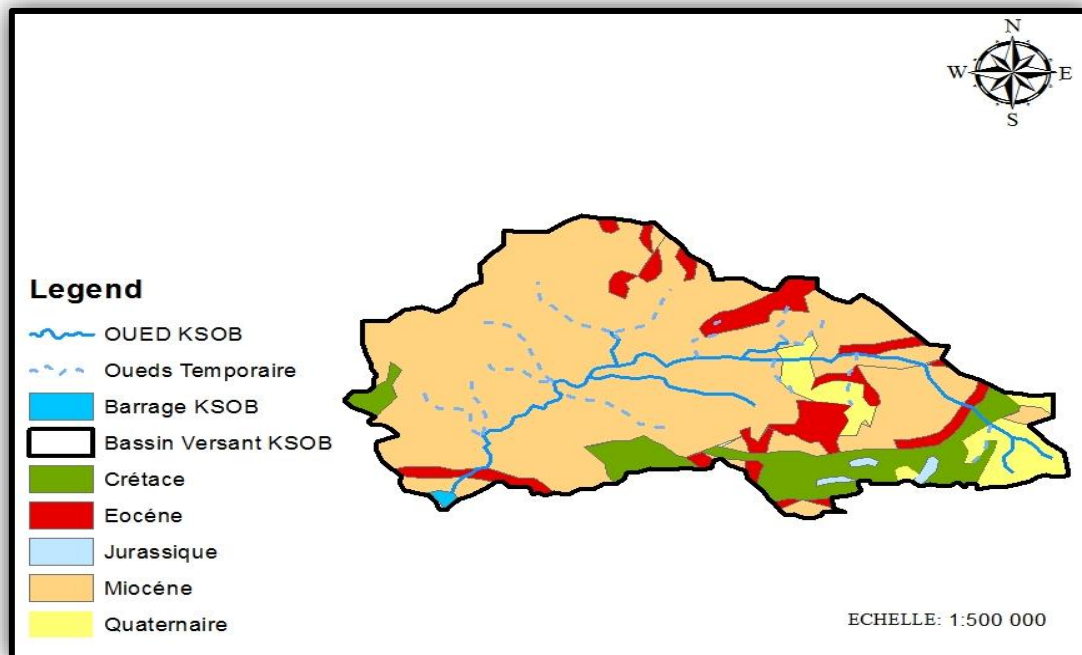 N
W E
S
Legend
OUED KSOB
Oueds Temporaire
Barrage KSOB
Bassin Versant KSOB
Crétace
Eocéne
Jurassique
Miocéne
Quaternaire
ECHELLE: 1:500 000